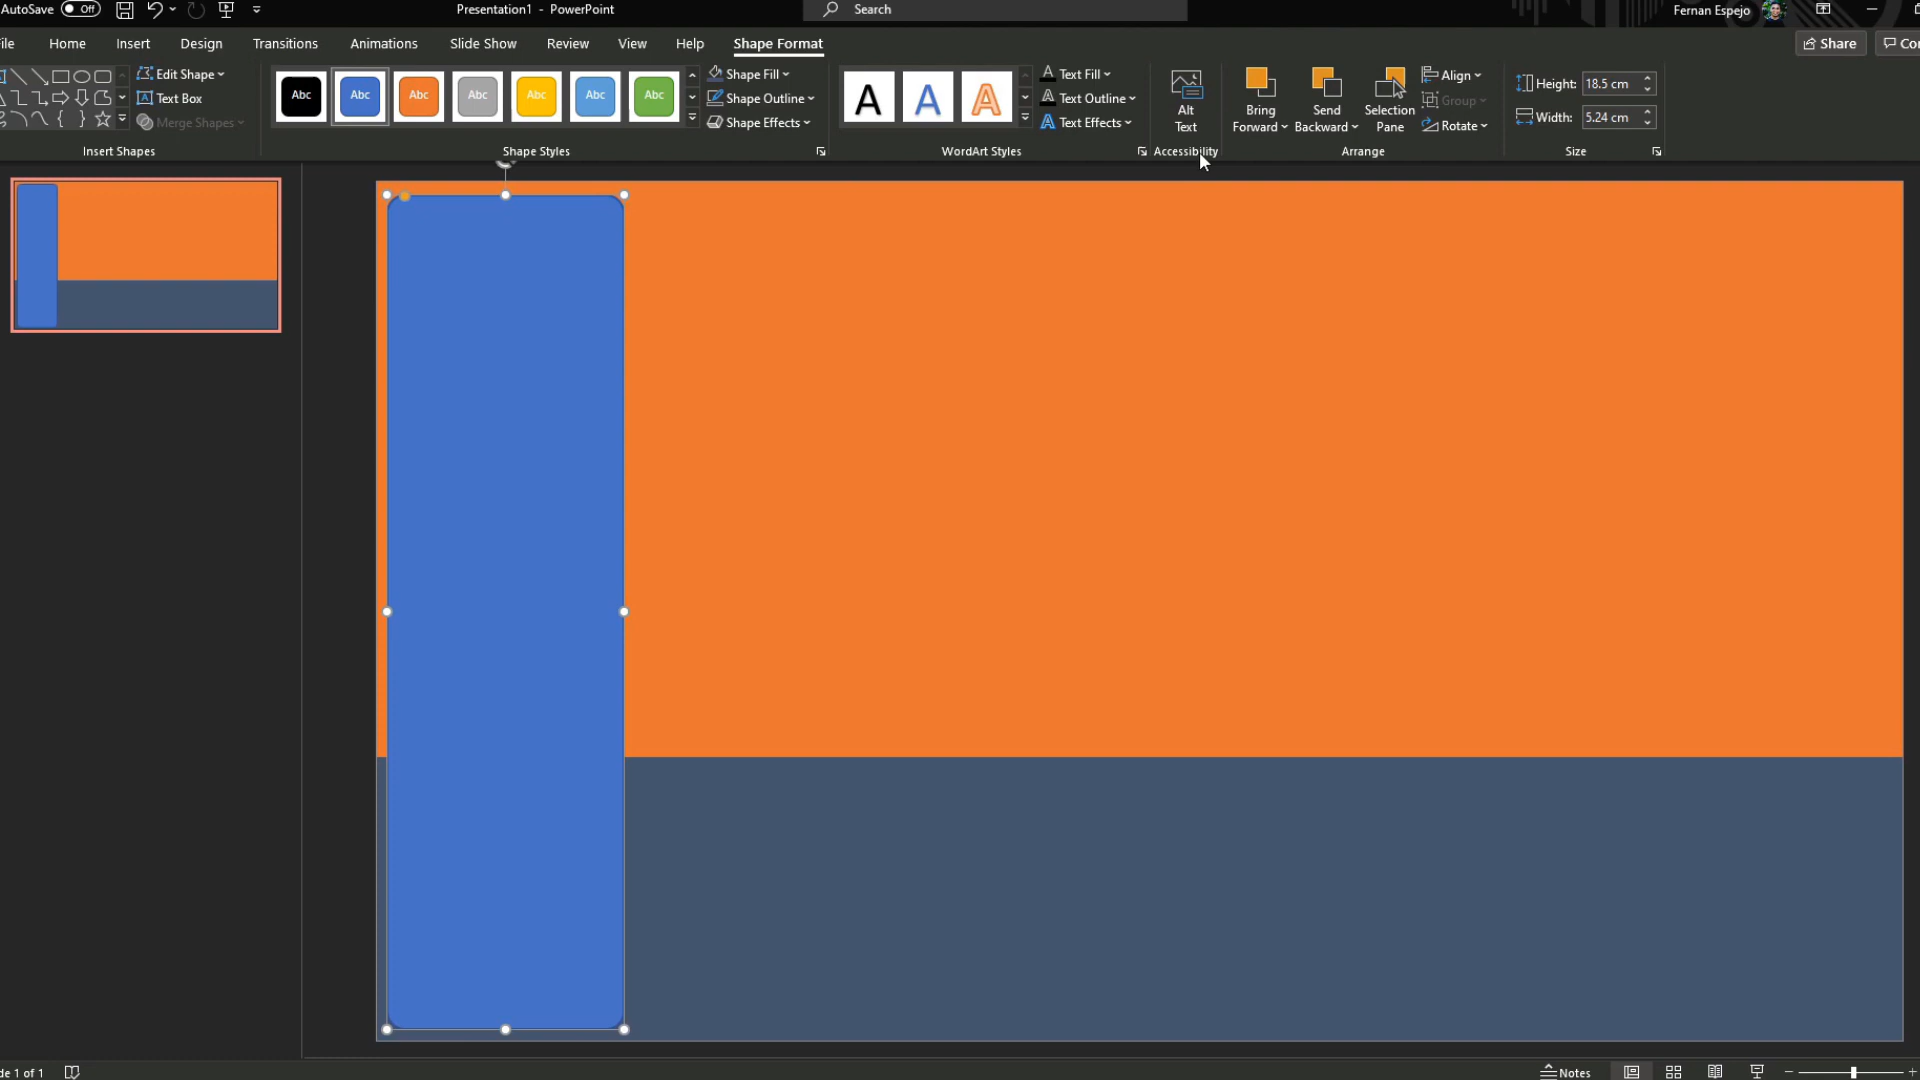 AutoSave Off Presentation1 - PowerPoint Search Fernan Espejo
ile Home Insert Design Transitions Animations Slide Show Review View Help Shape Format Share Co
Edit Shape Shape Fill Text Fill Align Height: 18.5 cm
Abc Abc Abc Abc Abc Abc Abc A A A
Text Box Shape Outline Text Outline Alt Text Bring Forward Send Backward Selection Pane Group Width: 5.24 cm
Merge Shapes Shape Effects Text Effects Rotate
Insert Shapes Shape Styles WordArt Styles Accessibility Arrange Size
de 1 of 1 Notes